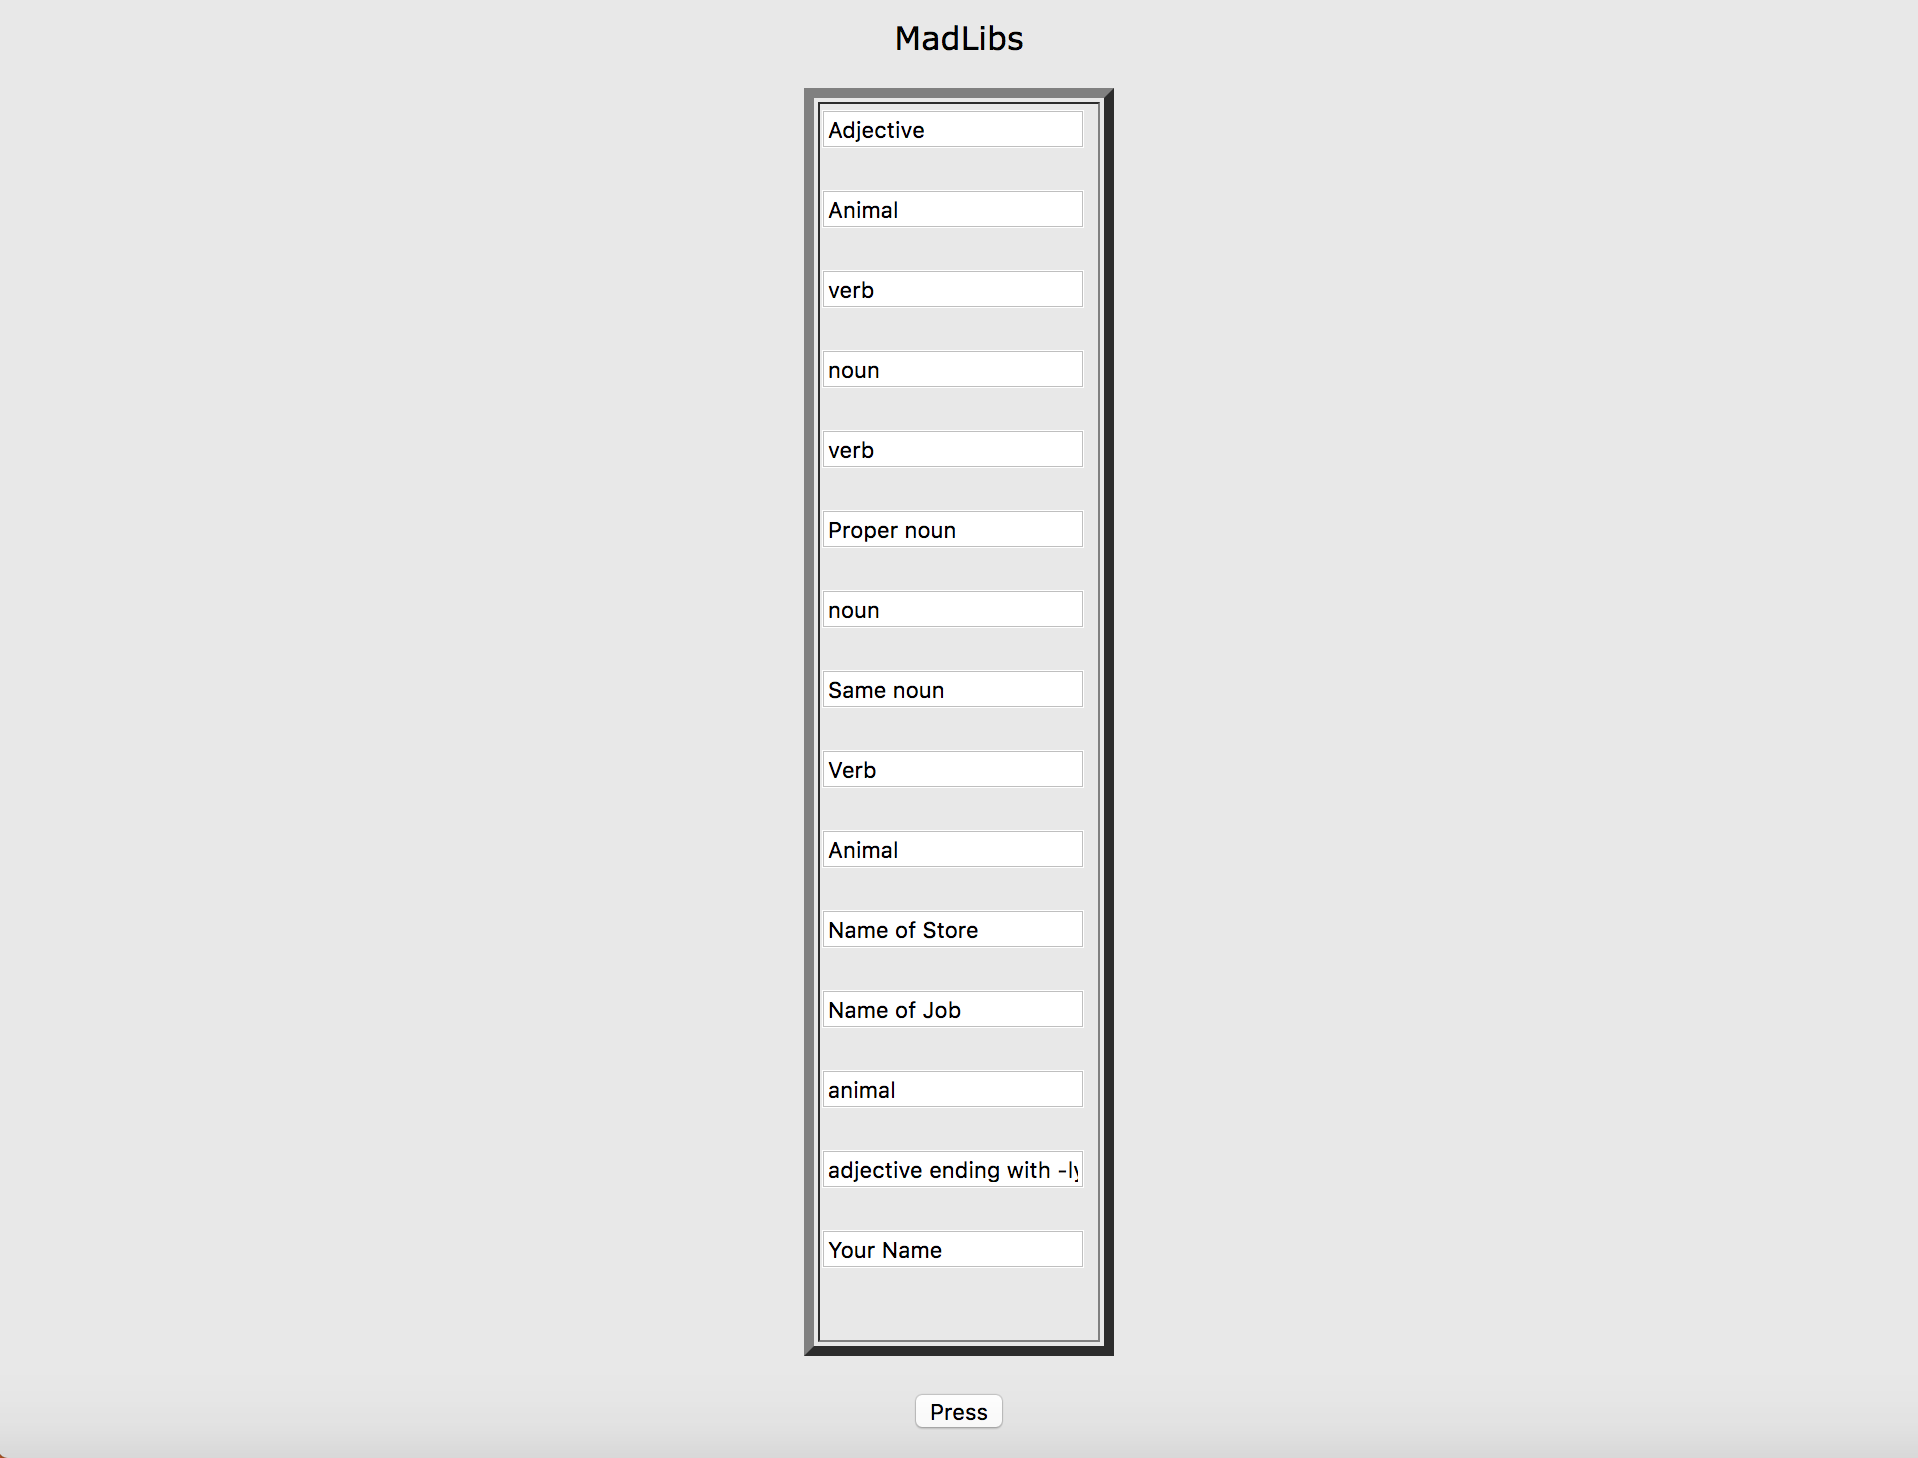 MadLibs
Adjective
Animal
verb
noun
verb
Proper noun
noun
Same noun
Verb
Animal
Name of Store
Name of Job
animal
adjective ending with -ly
Your Name
Press